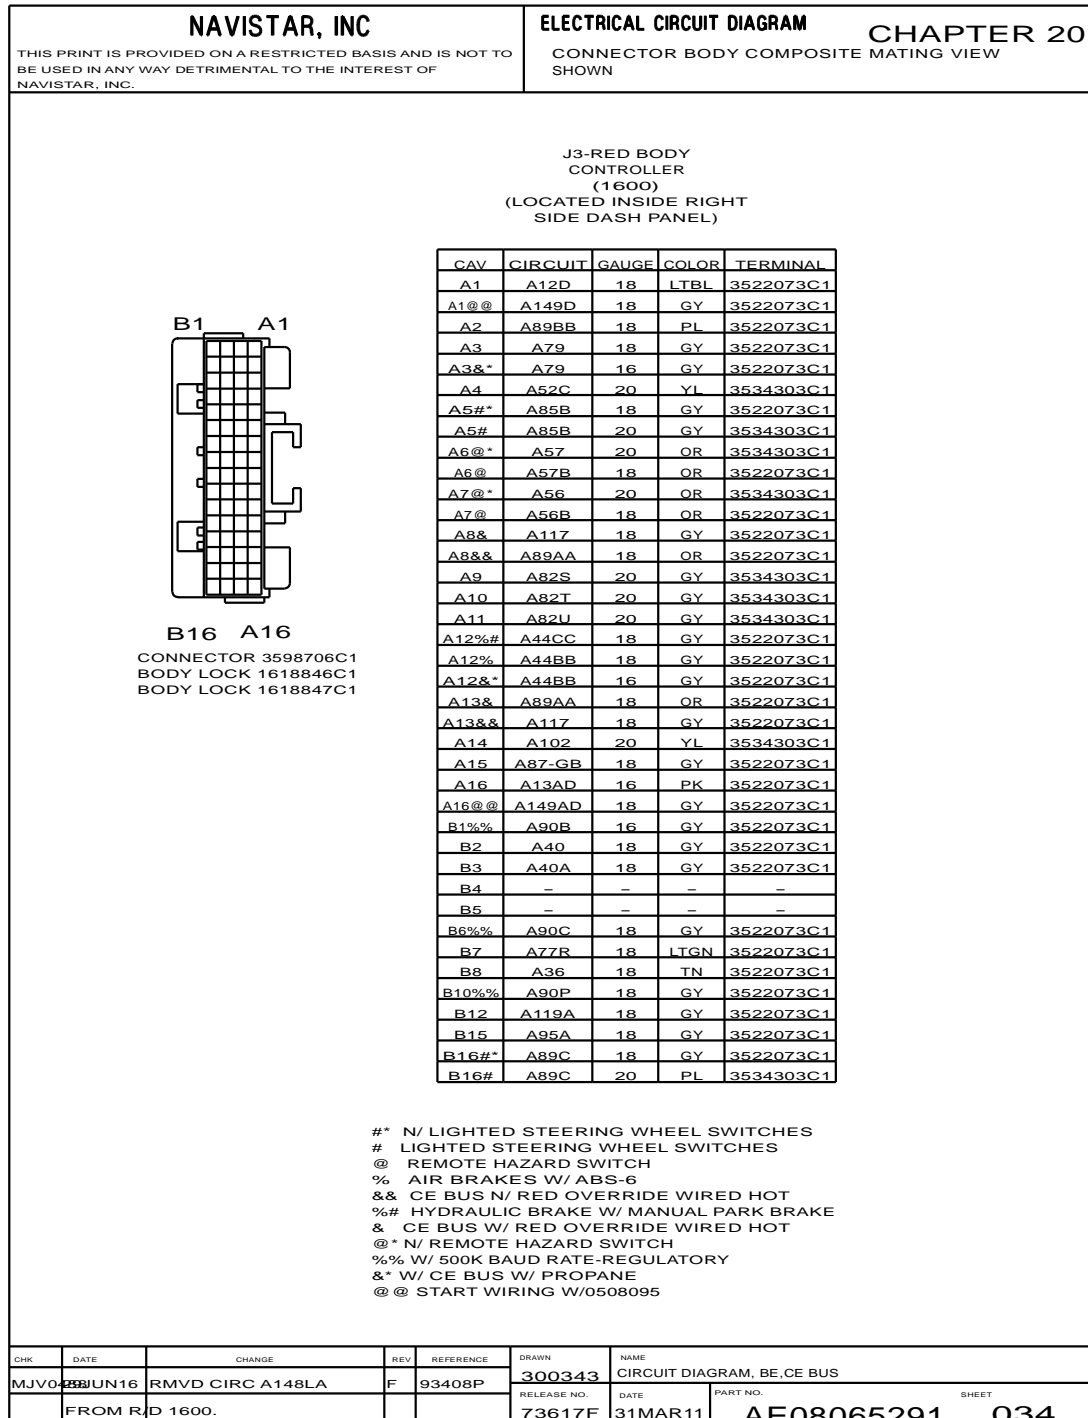 NAVISTAR, INC
THIS PRINT IS PROVIDED ON A RESTRICTED BASIS AND IS NOT TO
BE USED IN ANY WAY DETRIMENTAL TO THE INTEREST OF
NAVISTAR, INC.
ELECTRICAL CIRCUIT DIAGRAM
CHAPTER 20
CONNECTOR BODY COMPOSITE MATING VIEW
SHOWN
J3-RED BODY
CONTROLLER
(1600)
(LOCATED INSIDE RIGHT
SIDE DASH PANEL)
B1 A1
B16 A16
CONNECTOR 3598706C1
BODY LOCK 1618846C1
BODY LOCK 1618847C1
CAV CIRCUIT GAUGE COLOR TERMINAL
A1 A12D 18 LTBL 3522073C1
A1@@ A149D 18 GY 3522073C1
A2 A89BB 18 PL 3522073C1
A3 A79 18 GY 3522073C1
A3&* A79 16 GY 3522073C1
A4 A52C 20 YL 3534303C1
A5#* A85B 18 GY 3522073C1
A5# A85B 20 GY 3534303C1
A6@* A57 20 OR 3534303C1
A6@ A57B 18 OR 3522073C1
A7@* A56 20 OR 3534303C1
A7@ A56B 18 OR 3522073C1
A8& A117 18 GY 3522073C1
A8&& A89AA 18 OR 3522073C1
A9 A82S 20 GY 3534303C1
A10 A82T 20 GY 3534303C1
A11 A82U 20 GY 3534303C1
A12%# A44CC 18 GY 3522073C1
A12% A44BB 18 GY 3522073C1
A12&* A44BB 16 GY 3522073C1
A13& A89AA 18 OR 3522073C1
A13&& A117 18 GY 3522073C1
A14 A102 20 YL 3534303C1
A15 A87-GB 18 GY 3522073C1
A16 A13AD 16 PK 3522073C1
A16@@ A149AD 18 GY 3522073C1
B1%% A90B 16 GY 3522073C1
B2 A40 18 GY 3522073C1
B3 A40A 18 GY 3522073C1
B4 – – – –
B5 – – – –
B6%% A90C 18 GY 3522073C1
B7 A77R 18 LTGN 3522073C1
B8 A36 18 TN 3522073C1
B10%% A90P 18 GY 3522073C1
B12 A119A 18 GY 3522073C1
B15 A95A 18 GY 3522073C1
B16#* A89C 18 GY 3522073C1
B16# A89C 20 PL 3534303C1
#* N/ LIGHTED STEERING WHEEL SWITCHES
# LIGHTED STEERING WHEEL SWITCHES
@ REMOTE HAZARD SWITCH
% AIR BRAKES W/ ABS-6
&& CE BUS N/ RED OVERRIDE WIRED HOT
%# HYDRAULIC BRAKE W/ MANUAL PARK BRAKE
& CE BUS W/ RED OVERRIDE WIRED HOT
@* N/ REMOTE HAZARD SWITCH
%% W/ 500K BAUD RATE-REGULATORY
&* W/ CE BUS W/ PROPANE
@@ START WIRING W/0508095
CHK DATE CHANGE REV REFERENCE DRAWN NAME
RMVD CIRC A148LA F 93408P 300343 CIRCUIT DIAGRAM, BE,CE BUS
RELEASE NO. DATE PART NO. SHEET
FROM R/D 1600. 73617F 31MAR11 AE08065291 034